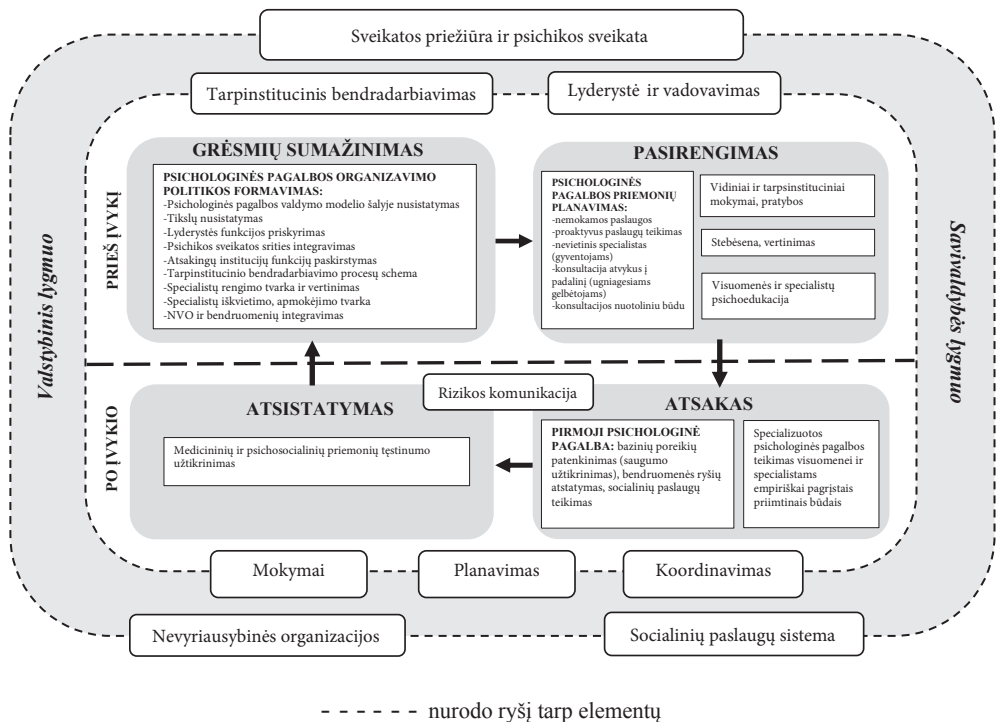 Sveikatos priežiūra ir psichikos sveikata
Tarpinstitucinis bendradarbiavimas
Lyderystė ir vadovavimas
Valstybinis lygmuo
Savivaldybės lygmuo
PRIEŠ ĮVYKĮ
GRĖSMIŲ SUMAŽINIMAS
PSICHOLOGINĖS PAGALBOS ORGANIZAVIMO
POLITIKOS FORMAVIMAS:
-Psichologinės pagalbos valdymo modelio šalyje nusistatymas
-Tikslų nusistatymas
-Lyderystės funkcijos priskyrimas
-Psichikos sveikatos srities integravimas
-Atsakingų institucijų funkcijų paskirstymas
-Tarpinstitucinio bendradarbiavimo procesų schema
-Specialistų rengimo tvarka ir vertinimas
-Specialistų iškvietimo, apmokėjimo tvarka
-NVO ir bendruomenių integravimas
PASIRENGIMAS
PSICHOLOGINĖS
PAGALBOS PRIEMONIŲ
PLANAVIMAS:
-nemokamos paslaugos
-proaktyvus paslaugų teikimas
-nevietinis specialistas
(gyventojams)
-konsultacija atvykus į
padalinį (ugniagesiams
gelbėtojams)
-konsultacijos nuotoliniu būdu
Vidiniai ir tarpsinstituciniai
mokymai, pratybos
Stebėsena, vertinimas
Visuomenės ir specialistų
psichoedukacija
Rizikos komunikacija
PO ĮVYKIO
ATSISTATYMAS
Medicininių ir psichosocialinių priemonių tęstinumo
užtikrinimas
ATSAKAS
PIRMOJI PSICHOLOGINĖ
PAGALBA: bazinių poreikių
patenkinimas (saugumo
užtikrinimas), bendruomenės ryšių
atstatymas, socialinių paslaugų
teikimas
Specializuotos
psichologinės pagalbos
teikimas visuomenei ir
specialistams
empiriškai pagrįstais
priimtinais būdais
Mokymai
Planavimas
Koordinavimas
Nevyriausybinės organizacijos
Socialinių paslaugų sistema
- - - - - - nurodo ryšį tarp elementų